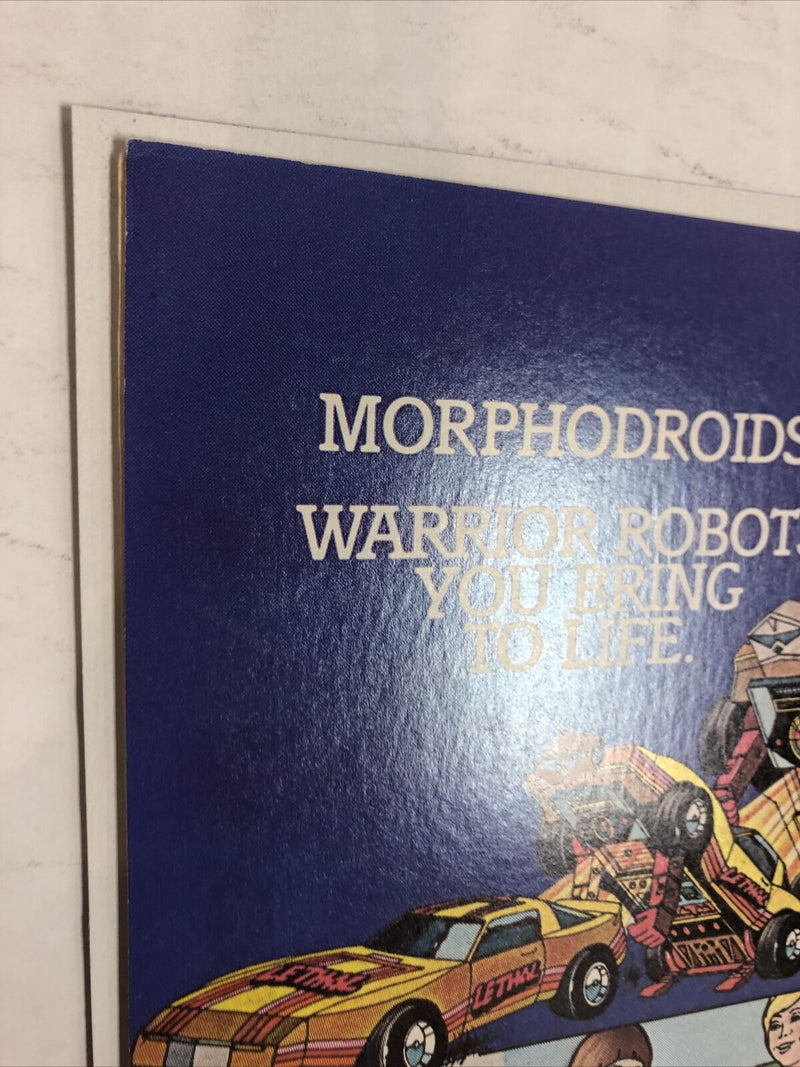 MORPHODROIDS
WARRIOR ROBOTS
YOU BRING
TO LIFE.
LETHAL
LETHAL
LETHAL